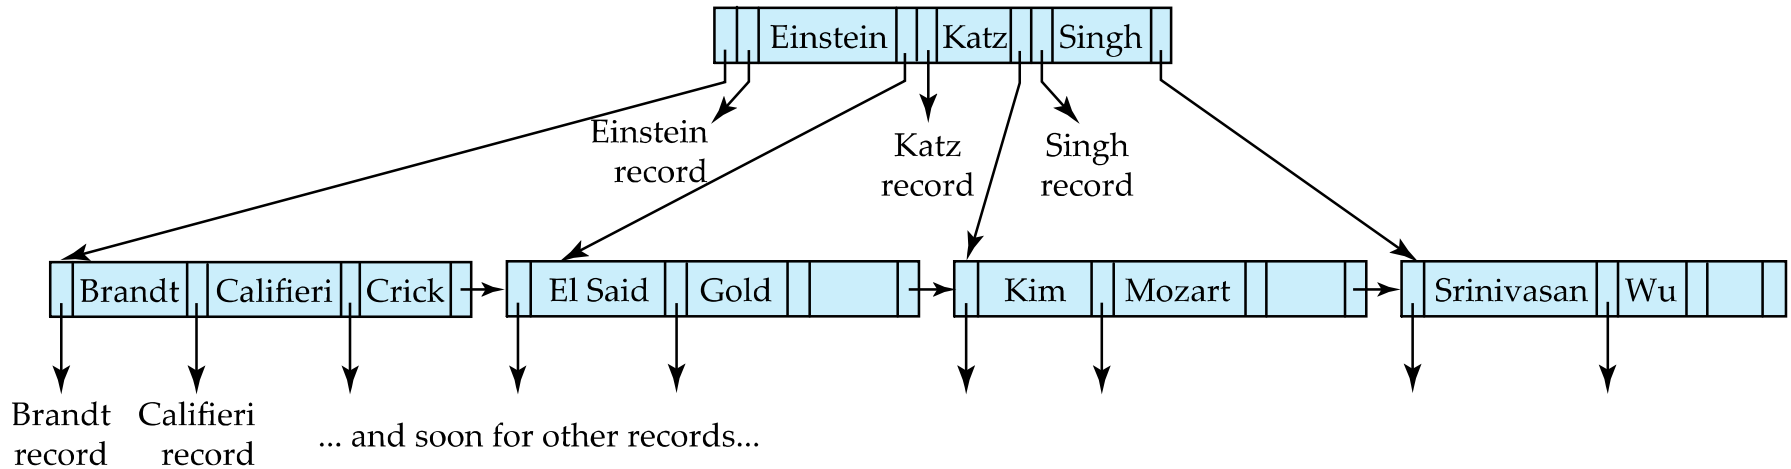 Einstein Katz Singh
Einstein
record
Katz
record
Singh
record
Brandt Califieri Crick El Said Gold Kim Mozart Srinivasan Wu
Brandt
record
Califieri
record
... and soon for other records...